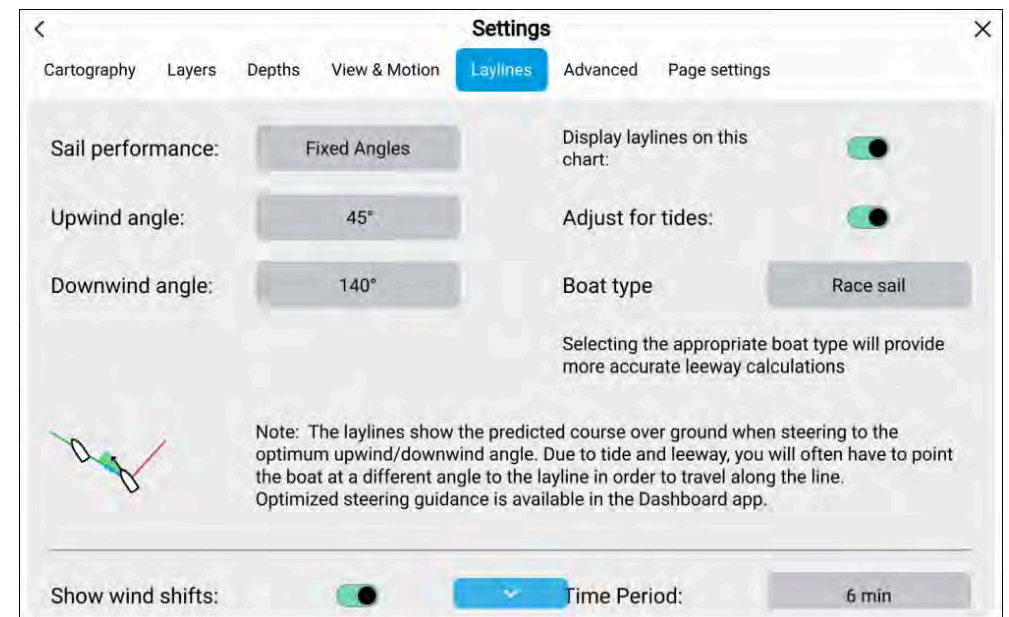 Settings
Cartography Layers Depths View & Motion Laylines Advanced Page settings
Sail performance: Fixed Angles
Display laylines on this
chart:
Upwind angle: 45°
Adjust for tides:
Downwind angle: 140°
Boat type Race sail
Selecting the appropriate boat type will provide
more accurate leeway calculations
Note: The laylines show the predicted course over ground when steering to the
optimum upwind/downwind angle. Due to tide and leeway, you will often have to point
the boat at a different angle to the layline in order to travel along the line.
Optimized steering guidance is available in the Dashboard app.
Show wind shifts:
Time Period: 6 min